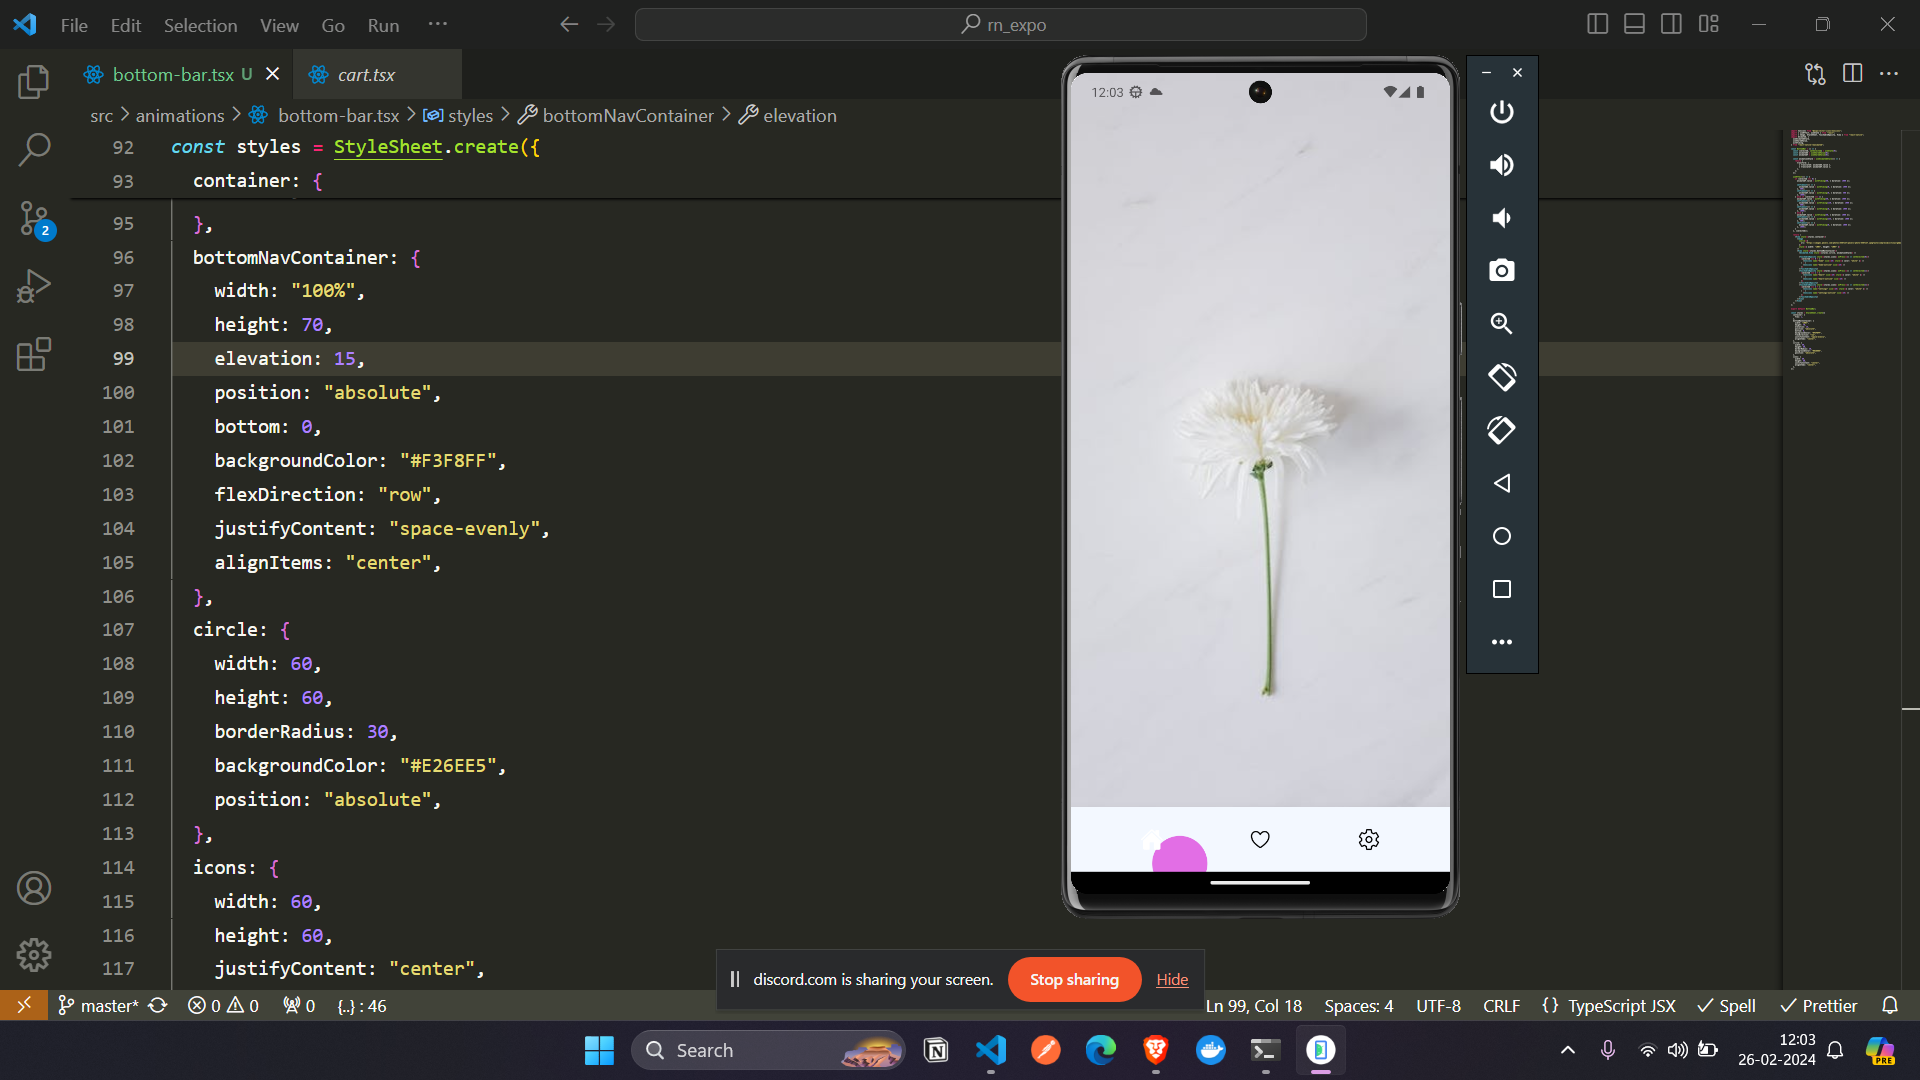 File Edit Selection View Go Run ···
rn_expo
bottom-bar.tsx U
cart.tsx
src > animations > bottom-bar.tsx > styles > bottomNavContainer > elevation
92 const styles = StyleSheet.create({
93 container: {
95 },
96 bottomNavContainer: {
97 width: "100%",
98 height: 70,
99 elevation: 15,
100 position: "absolute",
101 bottom: 0,
102 backgroundColor: "#F3F8FF",
103 flexDirection: "row",
104 justifyContent: "space-evenly",
105 alignItems: "center",
106 },
107 circle: {
108 width: 60,
109 height: 60,
110 borderRadius: 30,
111 backgroundColor: "#E26EE5",
112 position: "absolute",
113 },
114 icons: {
115 width: 60,
116 height: 60,
117 justifyContent: "center",
2
12:03
discord.com is sharing your screen. Stop sharing Hide
master* 0 0 0 {..} : 46
Ln 99, Col 18 Spaces: 4 UTF-8 CRLF {} TypeScript JSX Spell Prettier
Search
12:03
26-02-2024
PRE